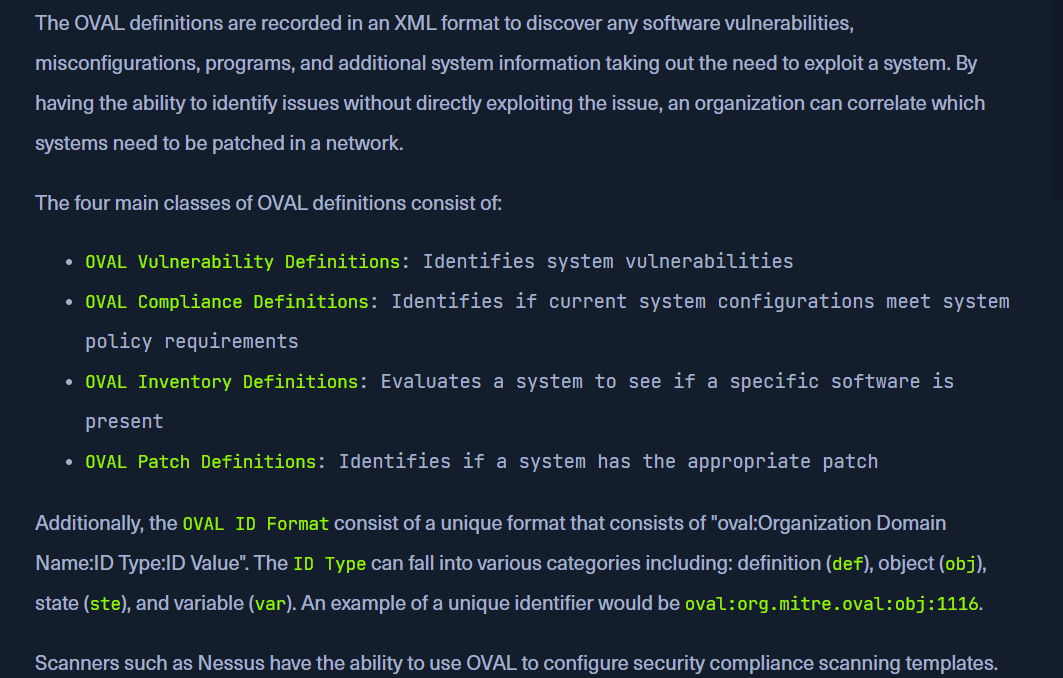 The OVAL definitions are recorded in an XML format to discover any software vulnerabilities,
misconfigurations, programs, and additional system information taking out the need to exploit a system. By
having the ability to identify issues without directly exploiting the issue, an organization can correlate which
systems need to be patched in a network.
The four main classes of OVAL definitions consist of:
• OVAL Vulnerability Definitions: Identifies system vulnerabilities
• OVAL Compliance Definitions: Identifies if current system configurations meet system
policy requirements
• OVAL Inventory Definitions: Evaluates a system to see if a specific software is
present
• OVAL Patch Definitions: Identifies if a system has the appropriate patch
Additionally, the OVAL ID Format consist of a unique format that consists of "oval:Organization Domain
Name:ID Type:ID Value". The ID Type can fall into various categories including: definition (def), object (obj),
state (ste), and variable (var). An example of a unique identifier would be oval:org.mitre.oval:obj:1116.
Scanners such as Nessus have the ability to use OVAL to configure security compliance scanning templates.